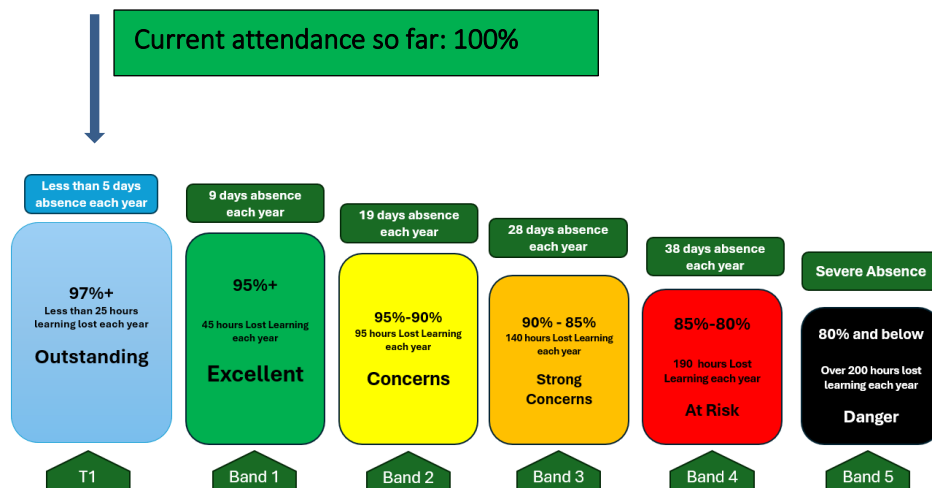 Current attendance so far: 100%
Less than 5 days
absence each year
97%+
Less than 25 hours
learning lost each year
Outstanding
T1
9 days absence
each year
95%+
45 hours Lost Learning
each year
Excellent
Band 1
19 days absence
each year
95%-90%
95 hours Lost Learning
each year
Concerns
Band 2
28 days absence
each year
90% - 85%
140 hours Lost Learning
each year
Strong
Concerns
Band 3
38 days absence
each year
85%-80%
190 hours Lost
Learning each year
At Risk
Band 4
Severe Absence
80% and below
Over 200 hours lost
learning each year
Danger
Band 5